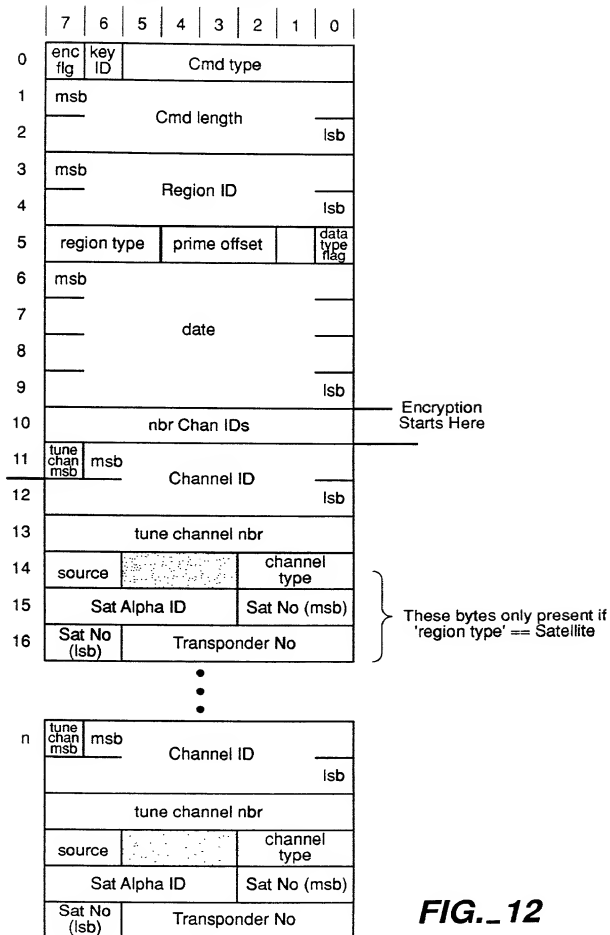 7 6 5 4 3 2 1 0
0 enc flg key ID Cmd type
1 msb
Cmd length
2 lsb
3 msb
Region ID
4 lsb
5 region type prime offset data type flag
6 msb
7
date
8
9 lsb
Encryption
Starts Here
10 nbr Chan IDs
11 tune chan msb msb
Channel ID
12 lsb
13 tune channel nbr
14 source channel type
15 Sat Alpha ID Sat No (msb)
16 Sat No (lsb) Transponder No
These bytes only present if
'region type' == Satellite
n tune chan msb msb
Channel ID
lsb
tune channel nbr
source channel type
Sat Alpha ID Sat No (msb)
Sat No (lsb) Transponder No
FIG._12